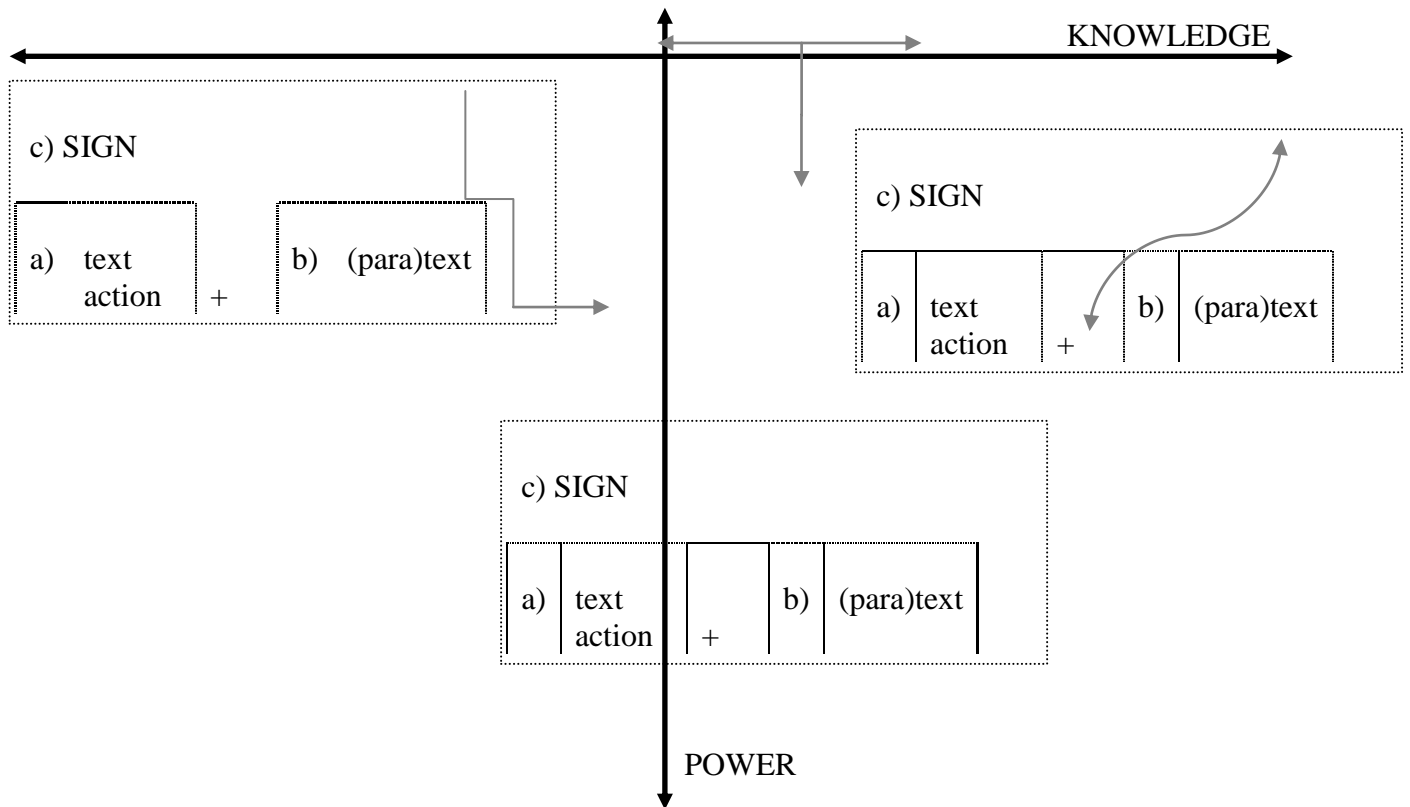 KNOWLEDGE
c) SIGN
a) text b) (para)text
action +
c) SIGN
a) text b) (para)text
action +
c) SIGN
a) text b) (para)text
action +
POWER